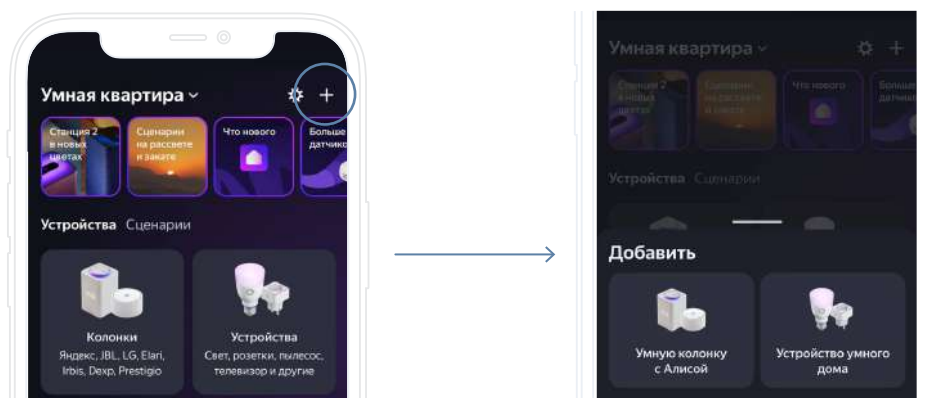 Умная квартира
Станция 2
в новых
цветах
Сценарии
на рассвете
и закате
Что нового
Больше
датчико
Устройства Сценарии
Колонки
Яндекс, JBL, LG, Elari,
Irbis, Dexp, Prestigio
Устройства
Свет, розетки, пылесос,
телевизор и другие
Умная квартира
Станция 2
в новых
цветах
Сценарии
на рассвете
и закате
Что нового
Больше
датчико
Устройства Сценарии
Добавить
Умную колонку
с Алисой
Устройство умного
дома